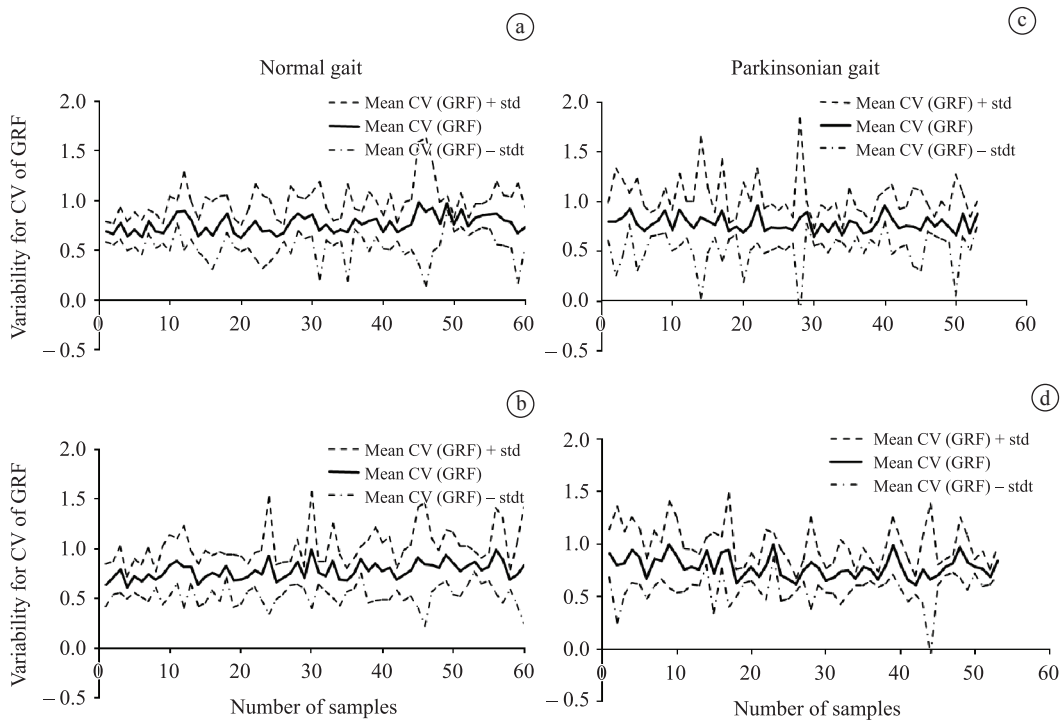 a
Normal gait
Mean CV (GRF) + std
Mean CV (GRF)
Mean CV (GRF) – stdt
Variability for CV of GRF
2.0
1.5
1.0
0.5
0.0
– 0.5
0 10 20 30 40 50 60
c
Parkinsonian gait
Mean CV (GRF) + std
Mean CV (GRF)
Mean CV (GRF) – stdt
2.0
1.5
1.0
0.5
0.0
– 0.5
0 10 20 30 40 50 60
b
Mean CV (GRF) + std
Mean CV (GRF)
Mean CV (GRF) – stdt
Variability for CV of GRF
2.0
1.5
1.0
0.5
0.0
– 0.5
0 10 20 30 40 50 60
Number of samples
d
Mean CV (GRF) + std
Mean CV (GRF)
Mean CV (GRF) – stdt
2.0
1.5
1.0
0.5
0.0
– 0.5
0 10 20 30 40 50 60
Number of samples